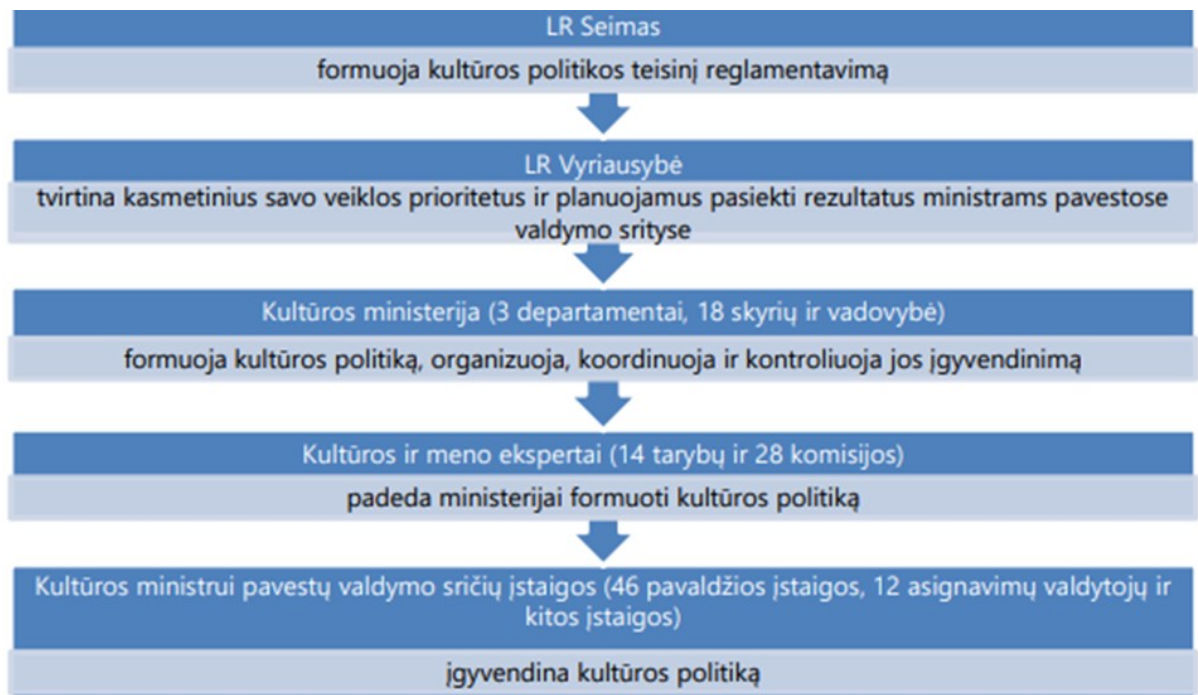 LR Seimas
formuoja kultūros politikos teisinį reglamentavimą
LR Vyriausybė
tvirtina kasmetinius savo veiklos prioritetus ir planuojamus pasiekti rezultatus ministrams pavestose
valdymo srityse
Kultūros ministerija (3 departamentai, 18 skyrių ir vadovybė)
formuoja kultūros politiką, organizuoja, koordinuoja ir kontroliuoja jos įgyvendinimą
Kultūros ir meno ekspertai (14 tarybų ir 28 komisijos)
padeda ministerijai formuoti kultūros politiką
Kultūros ministrui pavestų valdymo sričių įstaigos (46 pavaldžios įstaigos, 12 asignavimų valdytojų ir
kitos įstaigos)
įgyvendina kultūros politiką